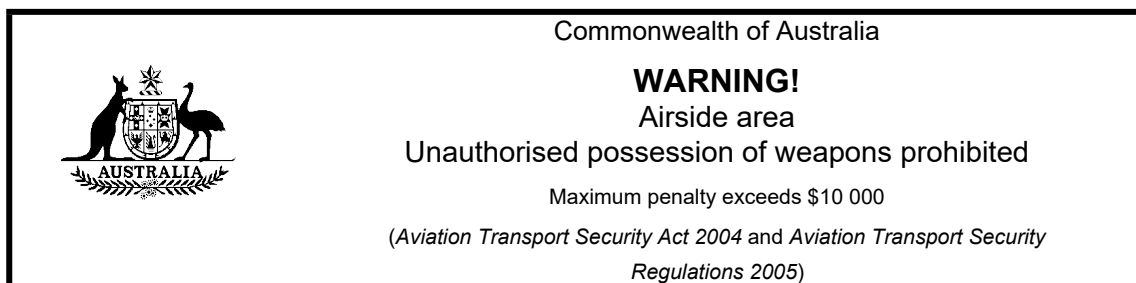 Commonwealth of Australia
WARNING!
Airside area
Unauthorised possession of weapons prohibited
AUSTRALIA
Maximum penalty exceeds $10 000
(Aviation Transport Security Act 2004 and Aviation Transport Security
Regulations 2005)